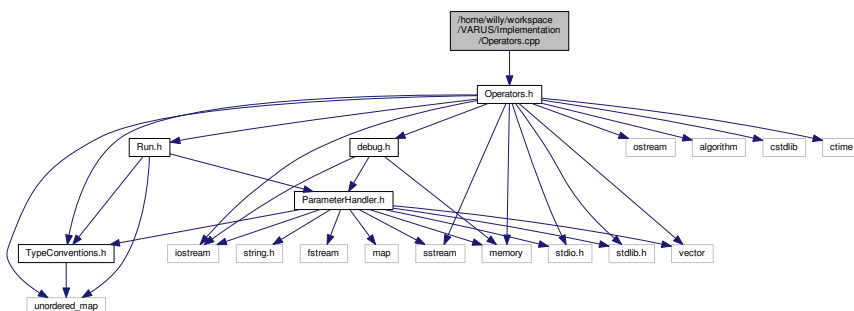 /home/willy/workspace
/VARUS/Implementation
/Operators.cpp
Operators.h
Run.h
debug.h
ostream
algorithm
cstdlib
ctime
ParameterHandler.h
TypeConventions.h
iostream
string.h
fstream
map
sstream
memory
stdio.h
stdlib.h
vector
unordered_map